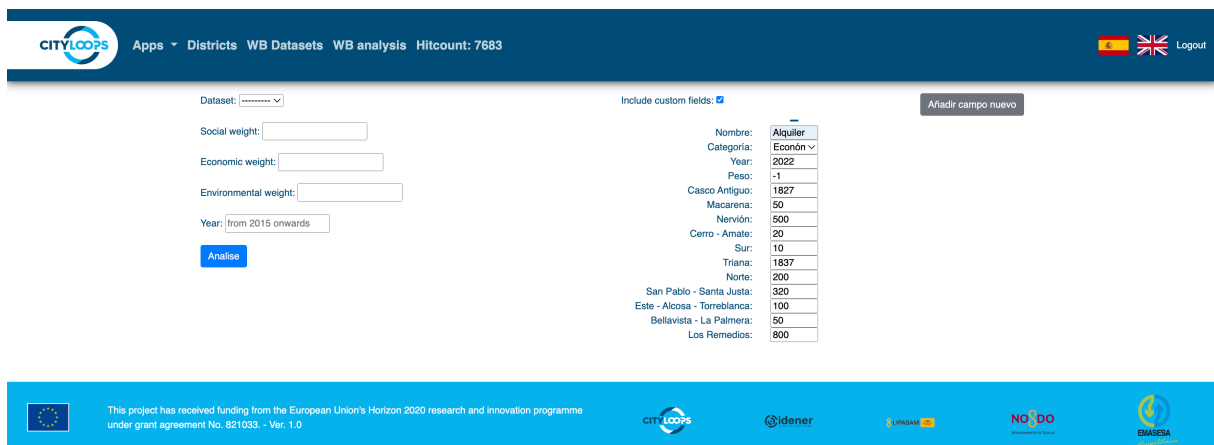 CITYLOOPS Apps Districts WB Datasets WB analysis Hitcount: 7683 Logout
Dataset: ---------
Social weight:
Economic weight:
Environmental weight:
Year: from 2015 onwards
Analise
Include custom fields:
Añadir campo nuevo
Nombre: Alquiler
Categoría: Económ
Year: 2022
Peso: -1
Casco Antiguo: 1827
Macarena: 50
Nervión: 500
Cerro - Amate: 20
Sur: 10
Triana: 1837
Norte: 200
San Pablo - Santa Justa: 320
Este - Alcosa - Torreblanca: 100
Bellavista - La Palmera: 50
Los Remedios: 800
This project has received funding from the European Union's Horizon 2020 research and innovation programme
under grant agreement No. 821033. - Ver. 1.0
CITYLOOPS
idener
LIPASAM
NO8DO
EMASESA